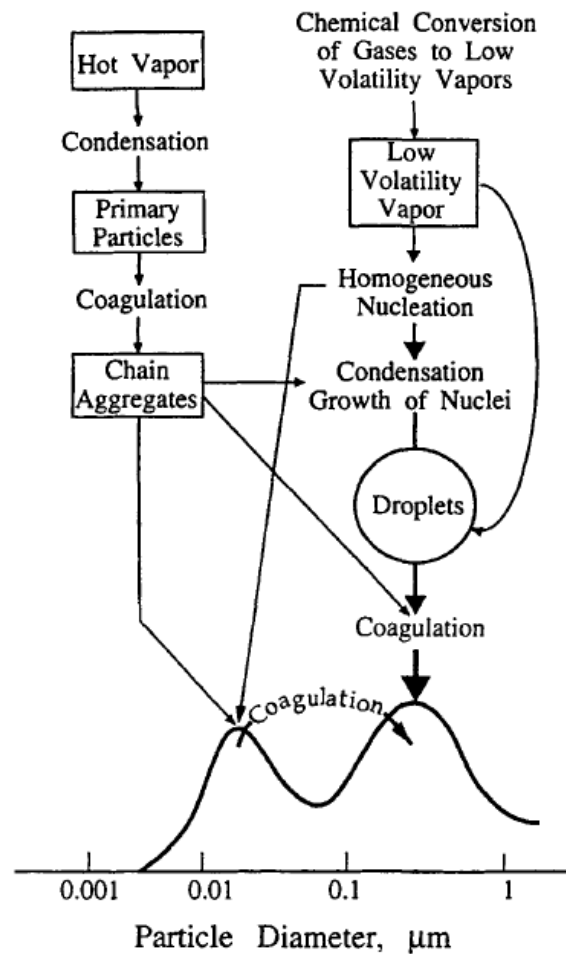 Hot Vapor
Condensation
Primary
Particles
Coagulation
Chain
Aggregates
Chemical Conversion
of Gases to Low
Volatility Vapors
Low
Volatility
Vapor
Homogeneous
Nucleation
Condensation
Growth of Nuclei
Droplets
Coagulation
Coagulation
0.001 0.01 0.1 1
Particle Diameter, μm